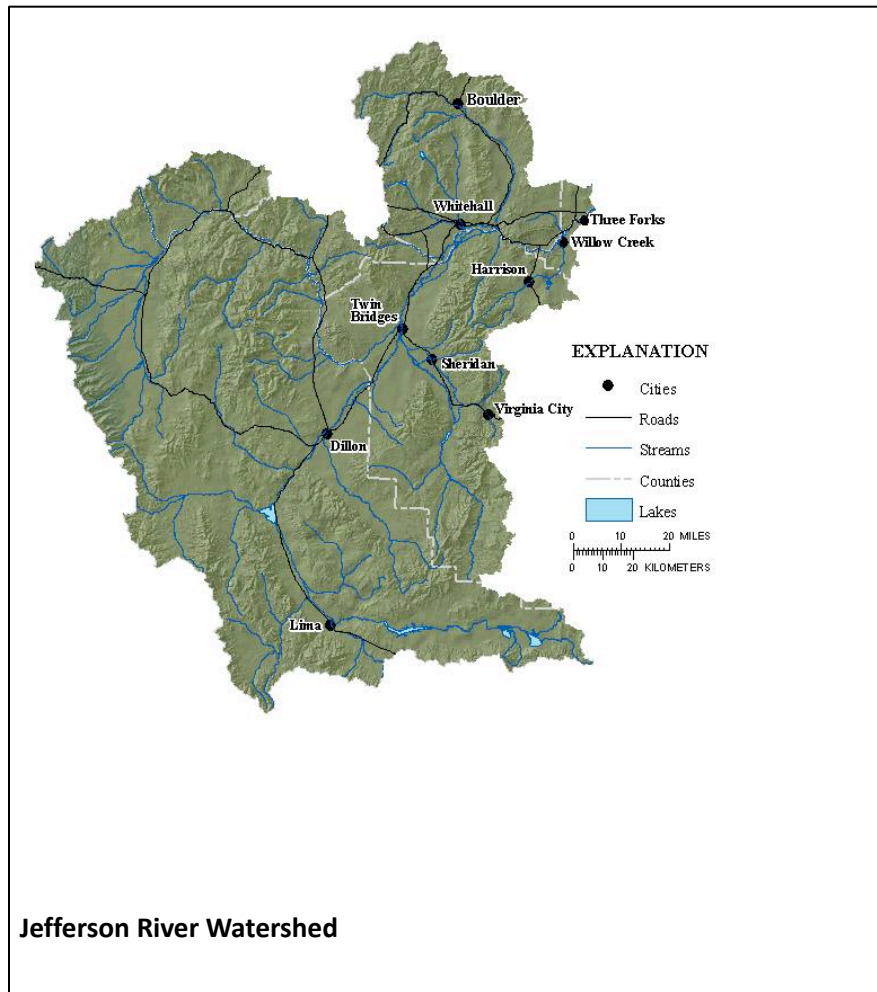 Boulder
Whitehall
Three Forks
Willow Creek
Harrison
Twin
Bridges
Sheridan
Virginia City
Dillon
Lima
EXPLANATION
Cities
Roads
Streams
Counties
Lakes
0 10 20 MILES
0 10 20 KILOMETERS
Jefferson River Watershed